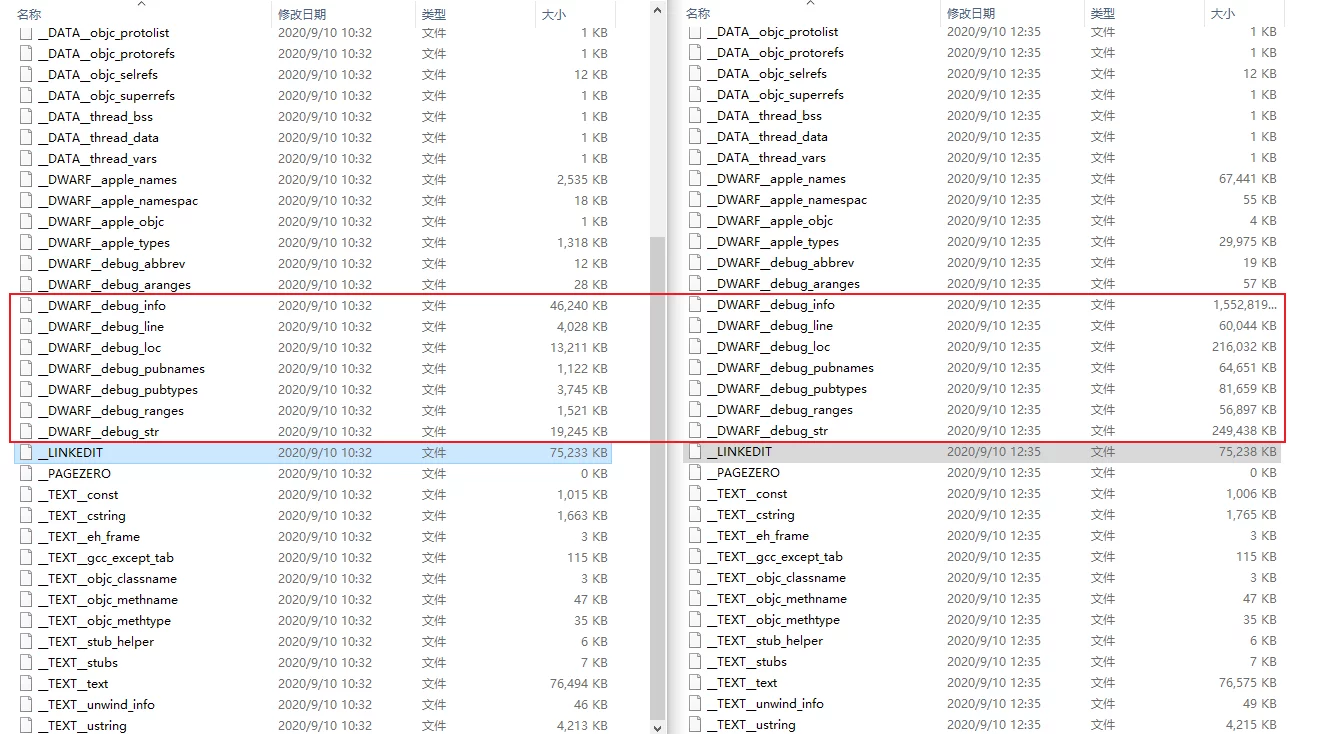 名称 修改日期 类型 大小
__DATA__objc_protolist 2020/9/10 10:32 文件 1 KB
__DATA__objc_protorefs 2020/9/10 10:32 文件 1 KB
__DATA__objc_selrefs 2020/9/10 10:32 文件 12 KB
__DATA__objc_superrefs 2020/9/10 10:32 文件 1 KB
__DATA__thread_bss 2020/9/10 10:32 文件 1 KB
__DATA__thread_data 2020/9/10 10:32 文件 1 KB
__DATA__thread_vars 2020/9/10 10:32 文件 1 KB
__DWARF__apple_names 2020/9/10 10:32 文件 2,535 KB
__DWARF__apple_namespac 2020/9/10 10:32 文件 18 KB
__DWARF__apple_objc 2020/9/10 10:32 文件 1 KB
__DWARF__apple_types 2020/9/10 10:32 文件 1,318 KB
__DWARF__debug_abbrev 2020/9/10 10:32 文件 12 KB
__DWARF__debug_aranges 2020/9/10 10:32 文件 28 KB
__DWARF__debug_info 2020/9/10 10:32 文件 46,240 KB
__DWARF__debug_line 2020/9/10 10:32 文件 4,028 KB
__DWARF__debug_loc 2020/9/10 10:32 文件 13,211 KB
__DWARF__debug_pubnames 2020/9/10 10:32 文件 1,122 KB
__DWARF__debug_pubtypes 2020/9/10 10:32 文件 3,745 KB
__DWARF__debug_ranges 2020/9/10 10:32 文件 1,521 KB
__DWARF__debug_str 2020/9/10 10:32 文件 19,245 KB
__LINKEDIT 2020/9/10 10:32 文件 75,233 KB
__PAGEZERO 2020/9/10 10:32 文件 0 KB
__TEXT__const 2020/9/10 10:32 文件 1,015 KB
__TEXT__cstring 2020/9/10 10:32 文件 1,663 KB
__TEXT__eh_frame 2020/9/10 10:32 文件 3 KB
__TEXT__gcc_except_tab 2020/9/10 10:32 文件 115 KB
__TEXT__objc_classname 2020/9/10 10:32 文件 3 KB
__TEXT__objc_methname 2020/9/10 10:32 文件 47 KB
__TEXT__objc_methtype 2020/9/10 10:32 文件 35 KB
__TEXT__stub_helper 2020/9/10 10:32 文件 6 KB
__TEXT__stubs 2020/9/10 10:32 文件 7 KB
__TEXT__text 2020/9/10 10:32 文件 76,494 KB
__TEXT__unwind_info 2020/9/10 10:32 文件 46 KB
__TEXT__ustring 2020/9/10 10:32 文件 4,213 KB
名称 修改日期 类型 大小
__DATA__objc_protolist 2020/9/10 12:35 文件 1 KB
__DATA__objc_protorefs 2020/9/10 12:35 文件 1 KB
__DATA__objc_selrefs 2020/9/10 12:35 文件 12 KB
__DATA__objc_superrefs 2020/9/10 12:35 文件 1 KB
__DATA__thread_bss 2020/9/10 12:35 文件 1 KB
__DATA__thread_data 2020/9/10 12:35 文件 1 KB
__DATA__thread_vars 2020/9/10 12:35 文件 1 KB
__DWARF__apple_names 2020/9/10 12:35 文件 67,441 KB
__DWARF__apple_namespac 2020/9/10 12:35 文件 55 KB
__DWARF__apple_objc 2020/9/10 12:35 文件 4 KB
__DWARF__apple_types 2020/9/10 12:35 文件 29,975 KB
__DWARF__debug_abbrev 2020/9/10 12:35 文件 19 KB
__DWARF__debug_aranges 2020/9/10 12:35 文件 57 KB
__DWARF__debug_info 2020/9/10 12:35 文件 1,552,819...
__DWARF__debug_line 2020/9/10 12:35 文件 60,044 KB
__DWARF__debug_loc 2020/9/10 12:35 文件 216,032 KB
__DWARF__debug_pubnames 2020/9/10 12:35 文件 64,651 KB
__DWARF__debug_pubtypes 2020/9/10 12:35 文件 81,659 KB
__DWARF__debug_ranges 2020/9/10 12:35 文件 56,897 KB
__DWARF__debug_str 2020/9/10 12:35 文件 249,438 KB
__LINKEDIT 2020/9/10 12:35 文件 75,238 KB
__PAGEZERO 2020/9/10 12:35 文件 0 KB
__TEXT__const 2020/9/10 12:35 文件 1,006 KB
__TEXT__cstring 2020/9/10 12:35 文件 1,765 KB
__TEXT__eh_frame 2020/9/10 12:35 文件 3 KB
__TEXT__gcc_except_tab 2020/9/10 12:35 文件 115 KB
__TEXT__objc_classname 2020/9/10 12:35 文件 3 KB
__TEXT__objc_methname 2020/9/10 12:35 文件 47 KB
__TEXT__objc_methtype 2020/9/10 12:35 文件 35 KB
__TEXT__stub_helper 2020/9/10 12:35 文件 6 KB
__TEXT__stubs 2020/9/10 12:35 文件 7 KB
__TEXT__text 2020/9/10 12:35 文件 76,575 KB
__TEXT__unwind_info 2020/9/10 12:35 文件 49 KB
__TEXT__ustring 2020/9/10 12:35 文件 4,215 KB